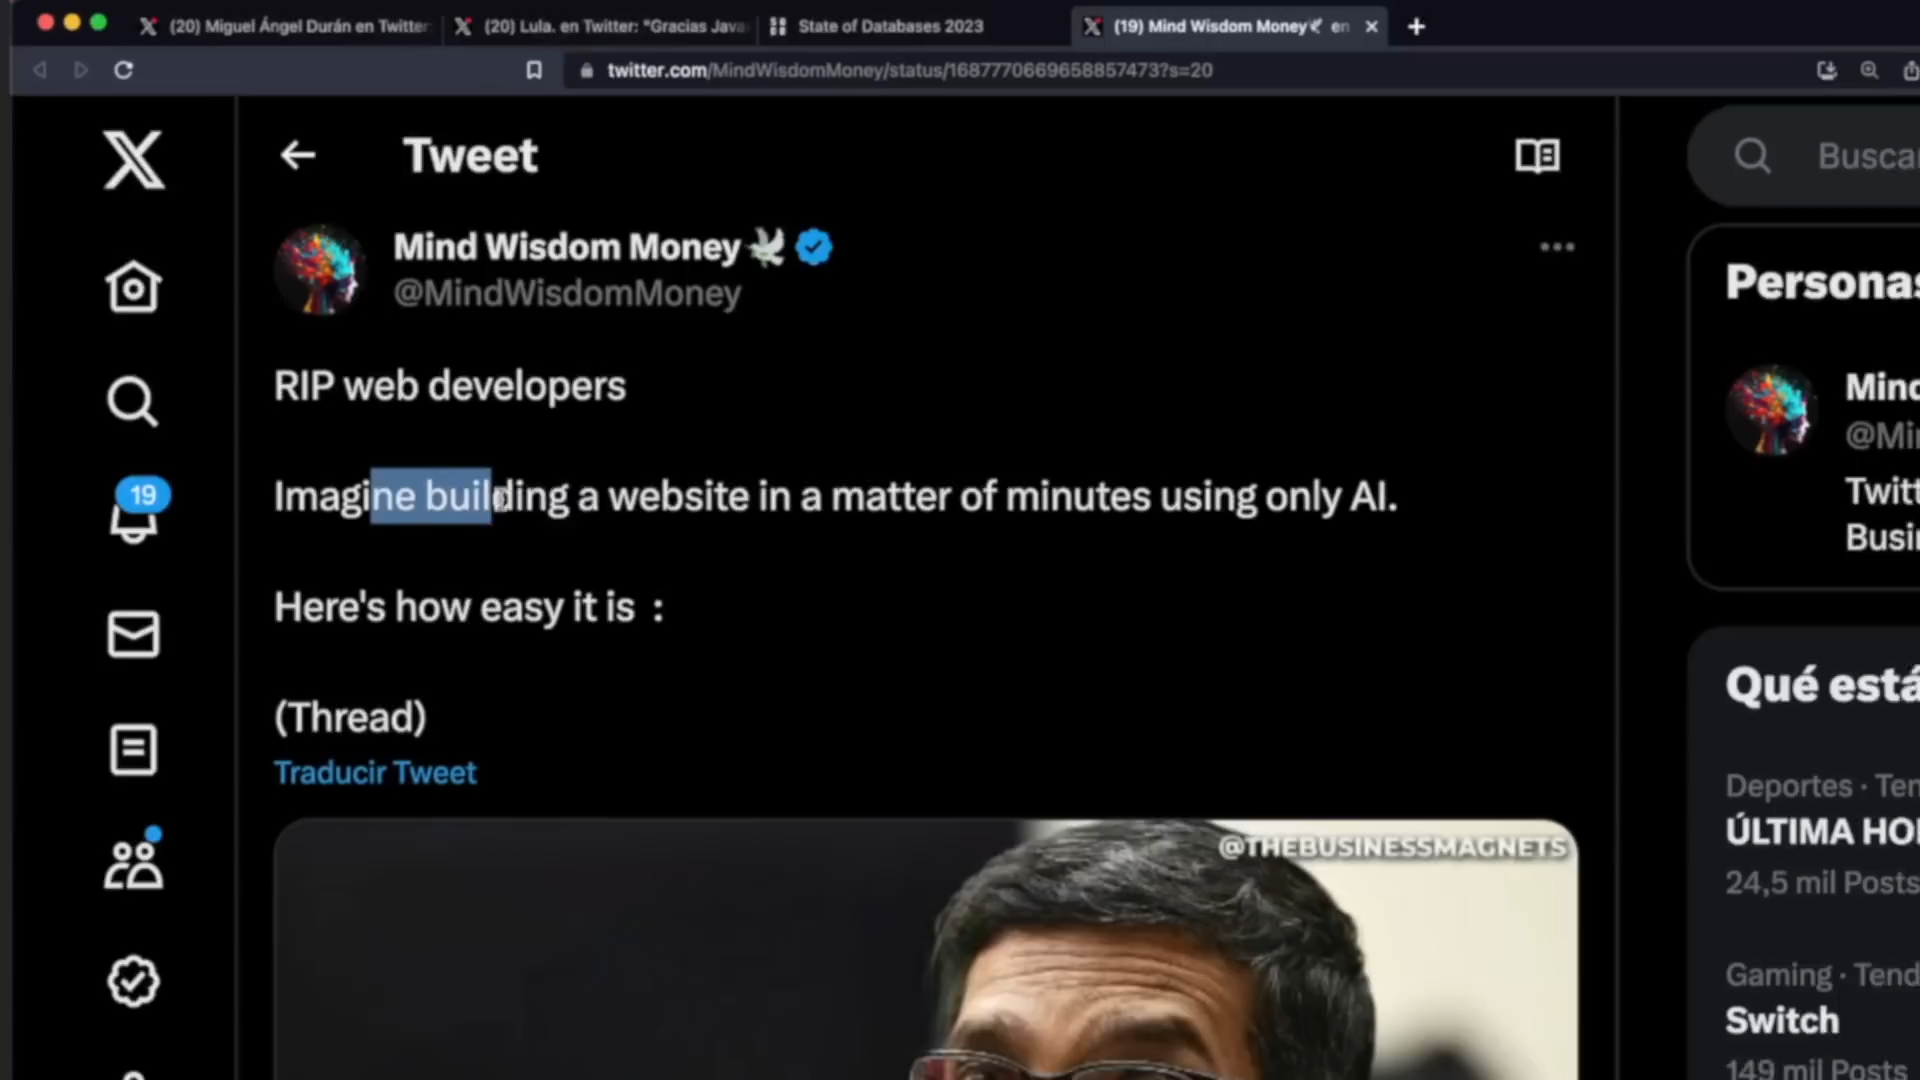 (20) Miguel Ángel Durán en Twitter:
(20) Lula. en Twitter: "Gracias Java
State of Databases 2023
(19) Mind Wisdom Money🕊 en
twitter.com/MindWisdomMoney/status/1687770669658857473?s=20
Tweet
Mind Wisdom Money🕊
@MindWisdomMoney
RIP web developers
Imagine building a website in a matter of minutes using only AI.
Here's how easy it is :
(Thread)
Traducir Tweet
@THEBUSINESSMAGNETS
19
Busca
Personas
Mind
@Min
Twitt
Busin
Qué está
Deportes · Ten
ÚLTIMA HO
24,5 mil Posts
Gaming · Tend
Switch
149 mil Posts